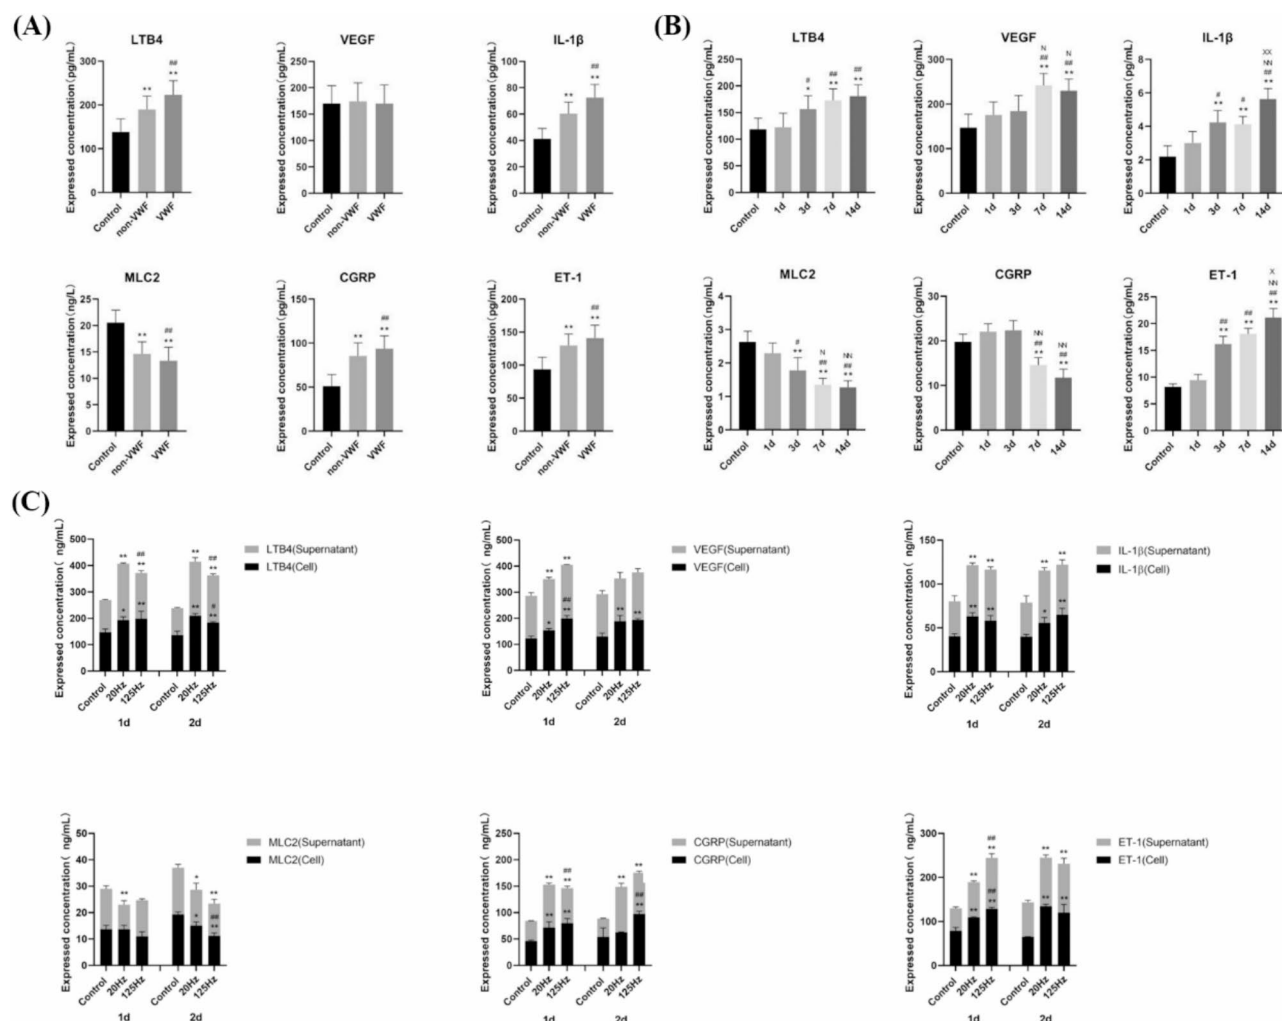 (A)
LTB4
Expressed concentration (pg/mL)
300
200
100
0
** ** ##
Control non-VWF VWF
VEGF
Expressed concentration (pg/mL)
250
200
150
100
50
0
Control non-VWF VWF
IL-1β
Expressed concentration (pg/mL)
100
80
60
40
20
0
** ** ##
Control non-VWF VWF
MLC2
Expressed concentration (ng/L)
25
20
15
10
5
0
** ** ##
Control non-VWF VWF
CGRP
Expressed concentration (pg/mL)
150
100
50
0
** ** ##
Control non-VWF VWF
ET-1
Expressed concentration (pg/mL)
200
150
100
50
0
** ** ##
Control non-VWF VWF
(B)
LTB4
Expressed concentration (pg/mL)
250
200
150
100
50
0
# * ## ** ## **
Control 1d 3d 7d 14d
VEGF
Expressed concentration (pg/mL)
300
200
100
0
N ## ** N ## **
Control 1d 3d 7d 14d
IL-1β
Expressed concentration (pg/mL)
8
6
4
2
0
# ** # ** XX NN ## **
Control 1d 3d 7d 14d
MLC2
Expressed concentration (pg/mL)
4
3
2
1
0
# ** N ## ** NN ## **
Control 1d 3d 7d 14d
CGRP
Expressed concentration (pg/mL)
30
20
10
0
NN ## ** NN ## **
Control 1d 3d 7d 14d
ET-1
Expressed concentration (pg/mL)
25
20
15
10
5
0
## ** ## ** X NN ## **
Control 1d 3d 7d 14d
(C)
Expressed concentration ( ng/mL)
500
400
300
200
100
0
** * ## ** ** ** ** ## ** # **
Control 20Hz 125Hz Control 20Hz 125Hz
1d 2d
LTB4(Supernatant)
LTB4(Cell)
Expressed concentration ( ng/mL)
500
400
300
200
100
0
** * ** ## ** ** **
Control 20Hz 125Hz Control 20Hz 125Hz
1d 2d
VEGF(Supernatant)
VEGF(Cell)
Expressed concentration ( ng/mL)
150
100
50
0
** ** ** ** ** * ** **
Control 20Hz 125Hz Control 20Hz 125Hz
1d 2d
IL-1β(Supernatant)
IL-1β(Cell)
Expressed concentration ( ng/mL)
50
40
30
20
10
0
** * * ** ## **
Control 20Hz 125Hz Control 20Hz 125Hz
1d 2d
MLC2(Supernatant)
MLC2(Cell)
Expressed concentration ( ng/mL)
250
200
150
100
50
0
** ** ## ** ** ** ** ## **
Control 20Hz 125Hz Control 20Hz 125Hz
1d 2d
CGRP(Supernatant)
CGRP(Cell)
Expressed concentration ( ng/mL)
300
200
100
0
** ** ## ** ## ** ** ** ** **
Control 20Hz 125Hz Control 20Hz 125Hz
1d 2d
ET-1(Supernatant)
ET-1(Cell)